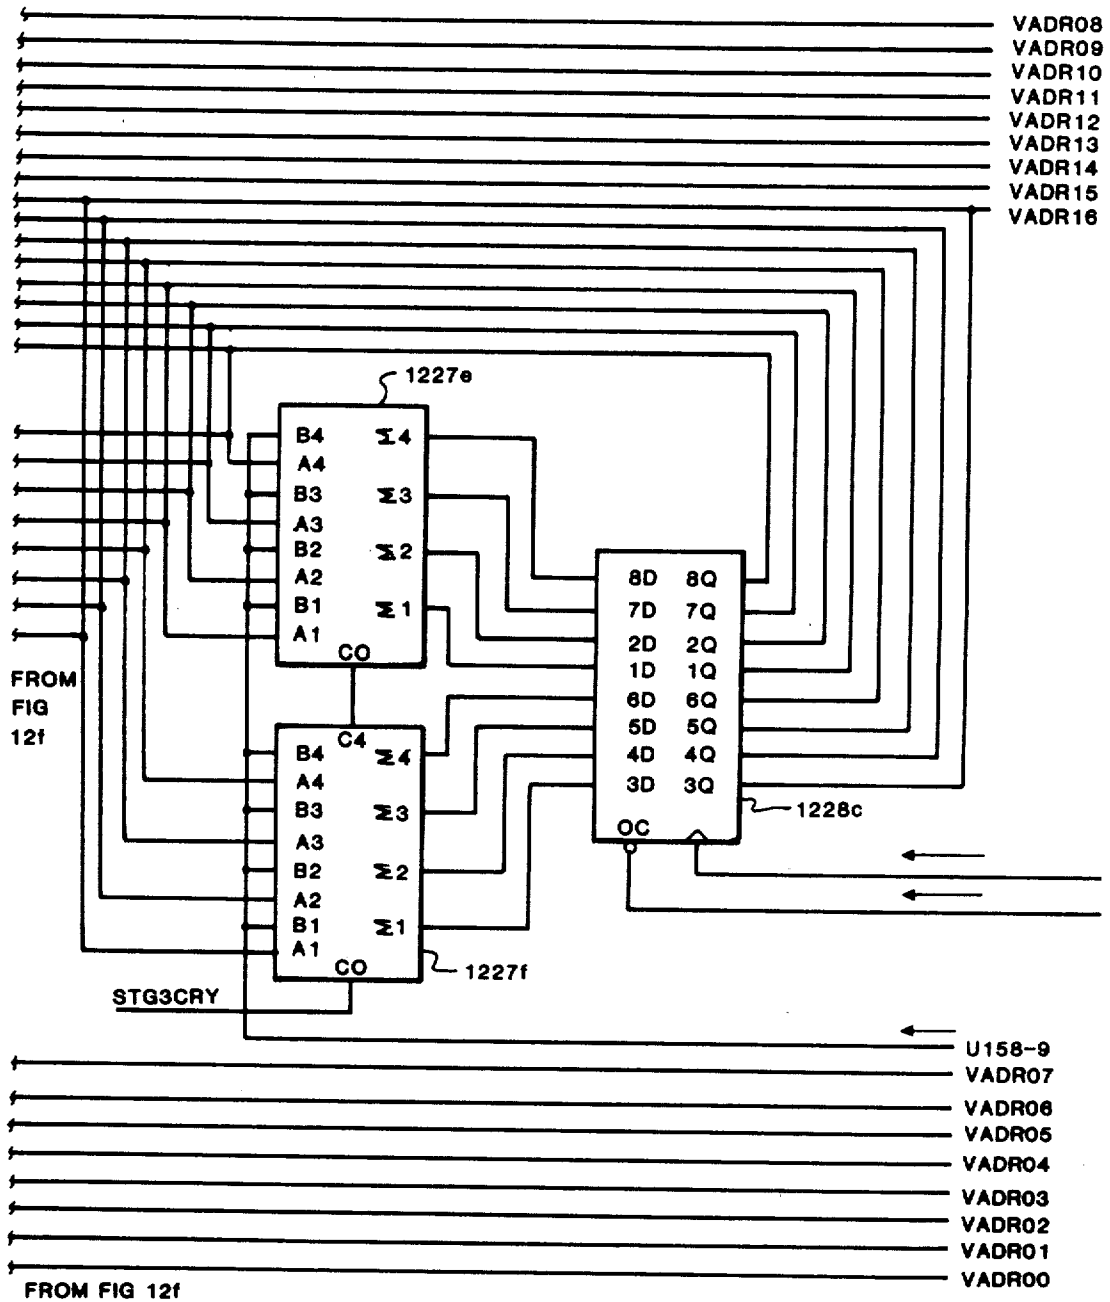 VADR08
VADR09
VADR10
VADR11
VADR12
VADR13
VADR14
VADR15
VADR16
1227e
B4 Σ4
A4
B3 Σ3
A3
B2 Σ2
A2
B1 Σ1
A1
CO
8D 8Q
7D 7Q
2D 2Q
1D 1Q
6D 6Q
5D 5Q
4D 4Q
3D 3Q
OC
1228c
FROM
FIG
12f
C4
B4 Σ4
A4
B3 Σ3
A3
B2 Σ2
A2
B1 Σ1
A1
CO
1227f
STG3CRY
U158-9
VADR07
VADR06
VADR05
VADR04
VADR03
VADR02
VADR01
VADR00
FROM FIG 12f